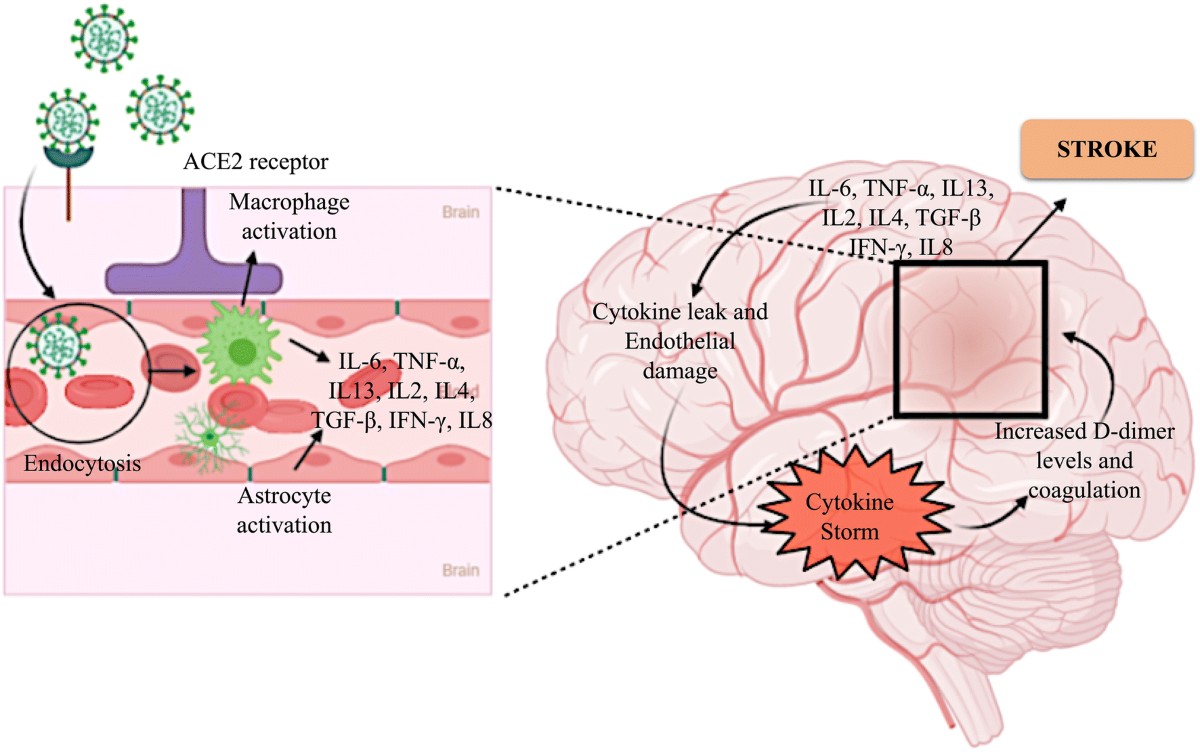 ACE2 receptor
Macrophage
activation
Brain
IL-6, TNF-α,
IL13, IL2, IL4,
TGF-β, IFN-γ, IL8
Endocytosis
Astrocyte
activation
Brain
STROKE
IL-6, TNF-α, IL13,
IL2, IL4, TGF-β
IFN-γ, IL8
Cytokine leak and
Endothelial
damage
Cytokine
Storm
Increased D-dimer
levels and
coagulation